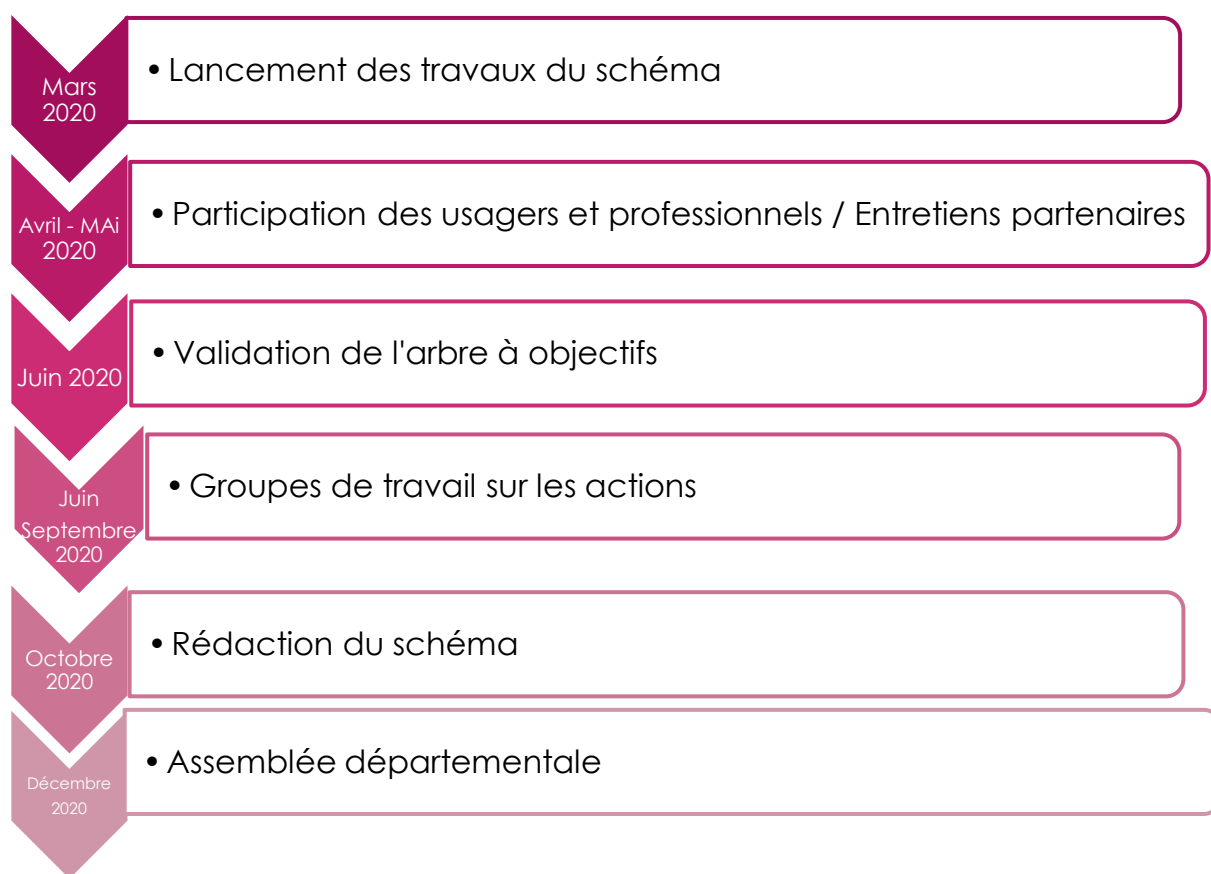 Mars
2020
• Lancement des travaux du schéma
Avril - MAi
2020
• Participation des usagers et professionnels / Entretiens partenaires
Juin 2020
• Validation de l'arbre à objectifs
Juin
Septembre
2020
• Groupes de travail sur les actions
Octobre
2020
• Rédaction du schéma
Décembre
2020
• Assemblée départementale